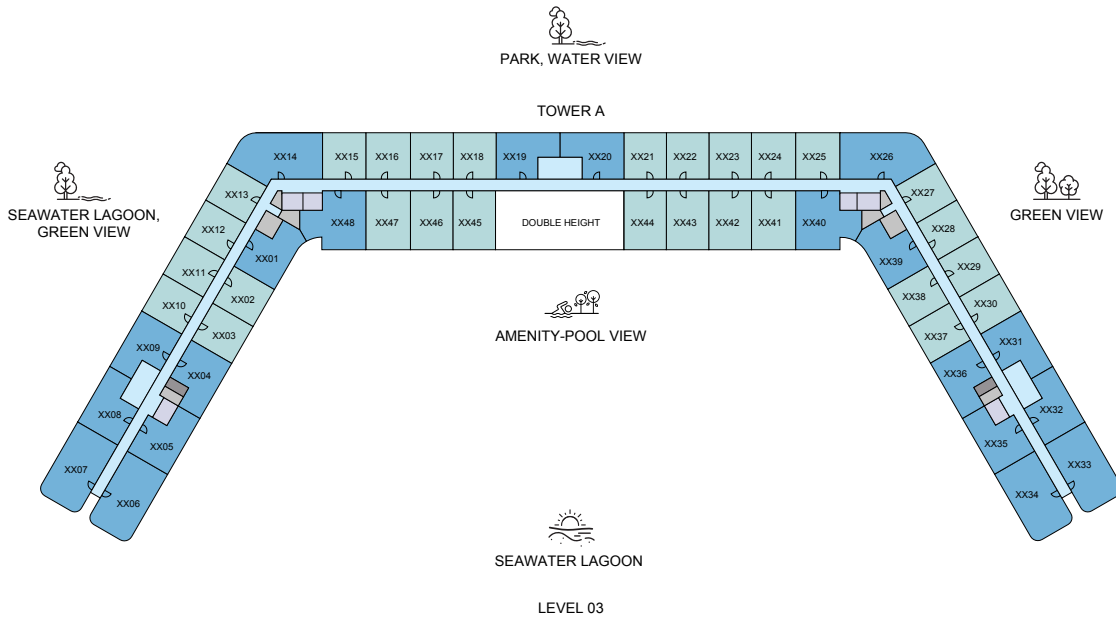 PARK, WATER VIEW
TOWER A
XX14
XX15
XX16
XX17
XX18
XX19
XX20
XX21
XX22
XX23
XX24
XX25
XX26
SEAWATER LAGOON,
GREEN VIEW
GREEN VIEW
XX13
XX12
XX11
XX10
XX09
XX08
XX07
XX01
XX02
XX03
XX04
XX05
XX06
XX48
XX47
XX46
XX45
DOUBLE HEIGHT
XX44
XX43
XX42
XX41
XX40
XX39
XX38
XX37
XX36
XX35
XX34
XX27
XX28
XX29
XX30
XX31
XX32
XX33
AMENITY-POOL VIEW
SEAWATER LAGOON
LEVEL 03